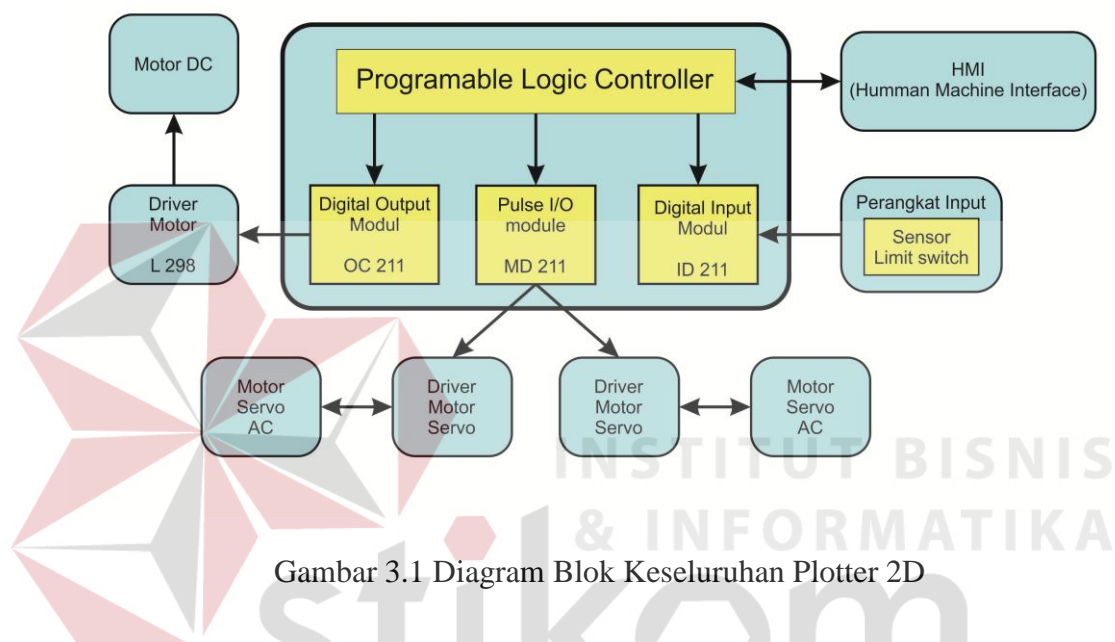 Motor DC
Programable Logic Controller
HMI
(Humman Machine Interface)
Driver
Motor
L 298
Digital Output
Modul
OC 211
Pulse I/O
module
MD 211
Digital Input
Modul
ID 211
Perangkat Input
Sensor
Limit switch
Motor
Servo
AC
Driver
Motor
Servo
Driver
Motor
Servo
Motor
Servo
AC
INSTITUT BISNIS
& INFORMATIKA
Gambar 3.1 Diagram Blok Keseluruhan Plotter 2D
stikom